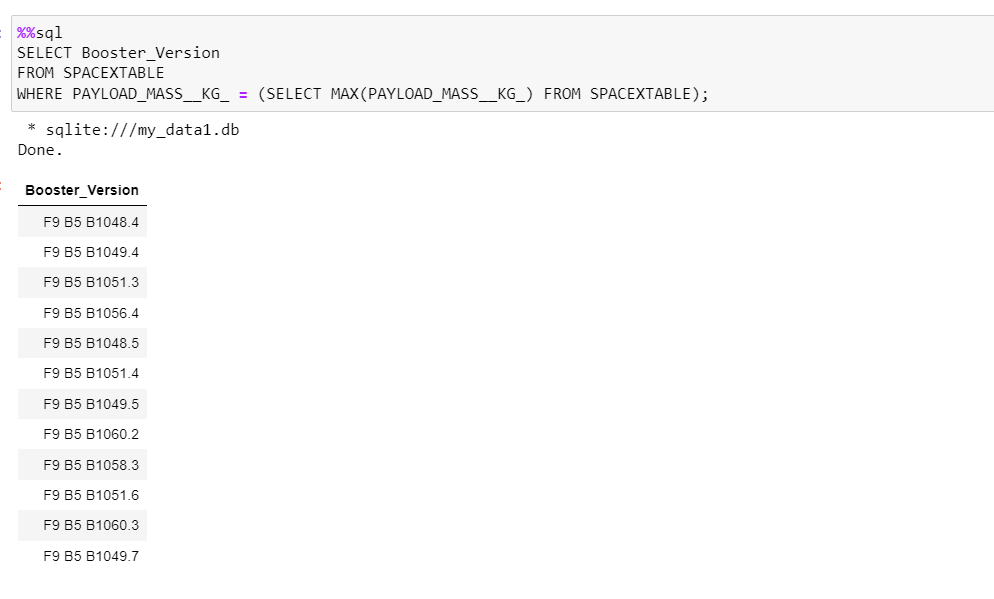 %%sql
SELECT Booster_Version
FROM SPACEXTABLE
WHERE PAYLOAD_MASS__KG_ = (SELECT MAX(PAYLOAD_MASS__KG_) FROM SPACEXTABLE);
* sqlite:///my_data1.db
Done.
Booster_Version
F9 B5 B1048.4
F9 B5 B1049.4
F9 B5 B1051.3
F9 B5 B1056.4
F9 B5 B1048.5
F9 B5 B1051.4
F9 B5 B1049.5
F9 B5 B1060.2
F9 B5 B1058.3
F9 B5 B1051.6
F9 B5 B1060.3
F9 B5 B1049.7